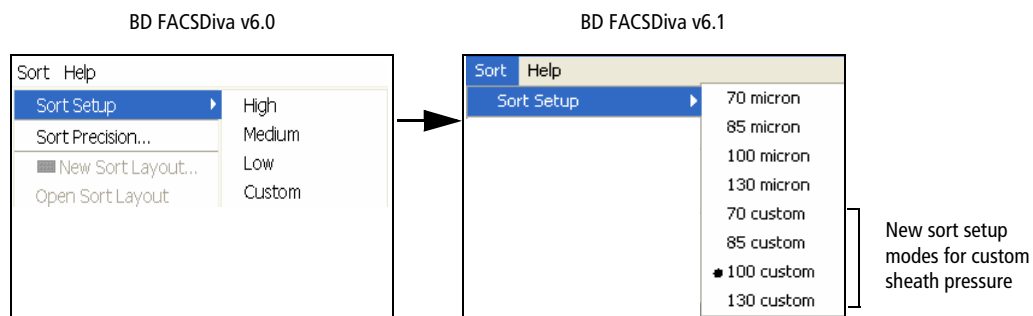 BD FACSDiva v6.0
Sort Help
Sort Setup
Sort Precision...
New Sort Layout...
Open Sort Layout
High
Medium
Low
Custom
BD FACSDiva v6.1
Sort Help
Sort Setup
70 micron
85 micron
100 micron
130 micron
70 custom
85 custom
100 custom
130 custom
New sort setup
modes for custom
sheath pressure